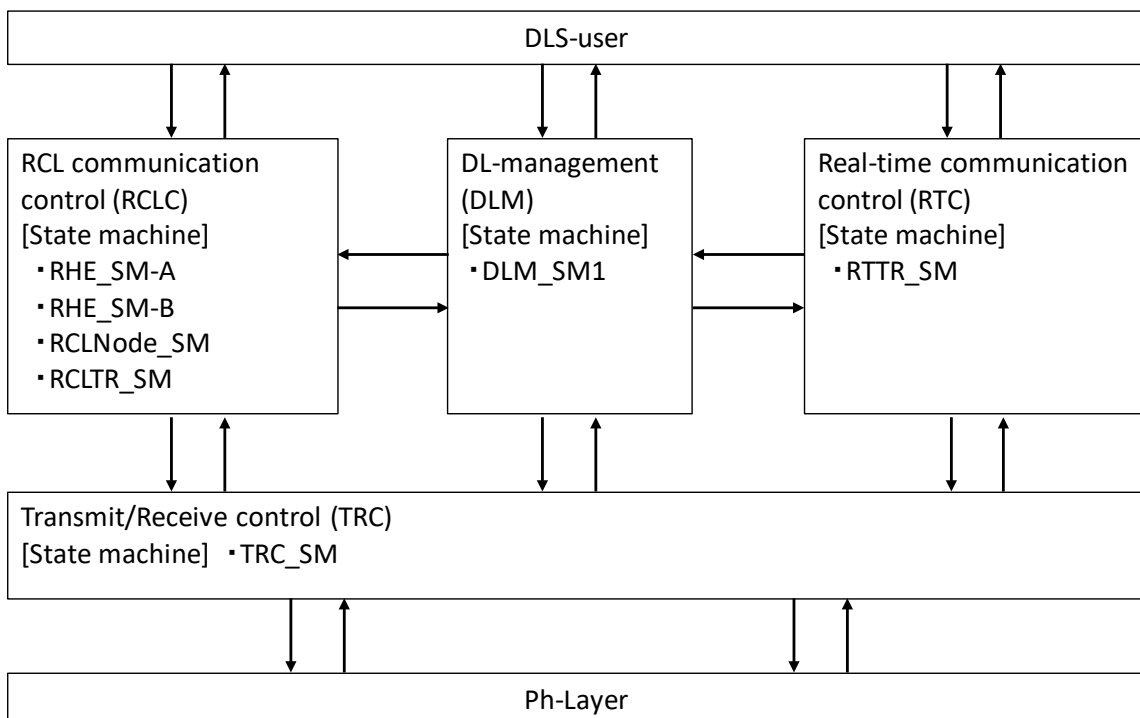 DLS-user
RCL communication
control (RCLC)
[State machine]
・RHE_SM-A
・RHE_SM-B
・RCLNode_SM
・RCLTR_SM
DL-management
(DLM)
[State machine]
・DLM_SM1
Real-time communication
control (RTC)
[State machine]
・RTTR_SM
Transmit/Receive control (TRC)
[State machine] ・TRC_SM
Ph-Layer